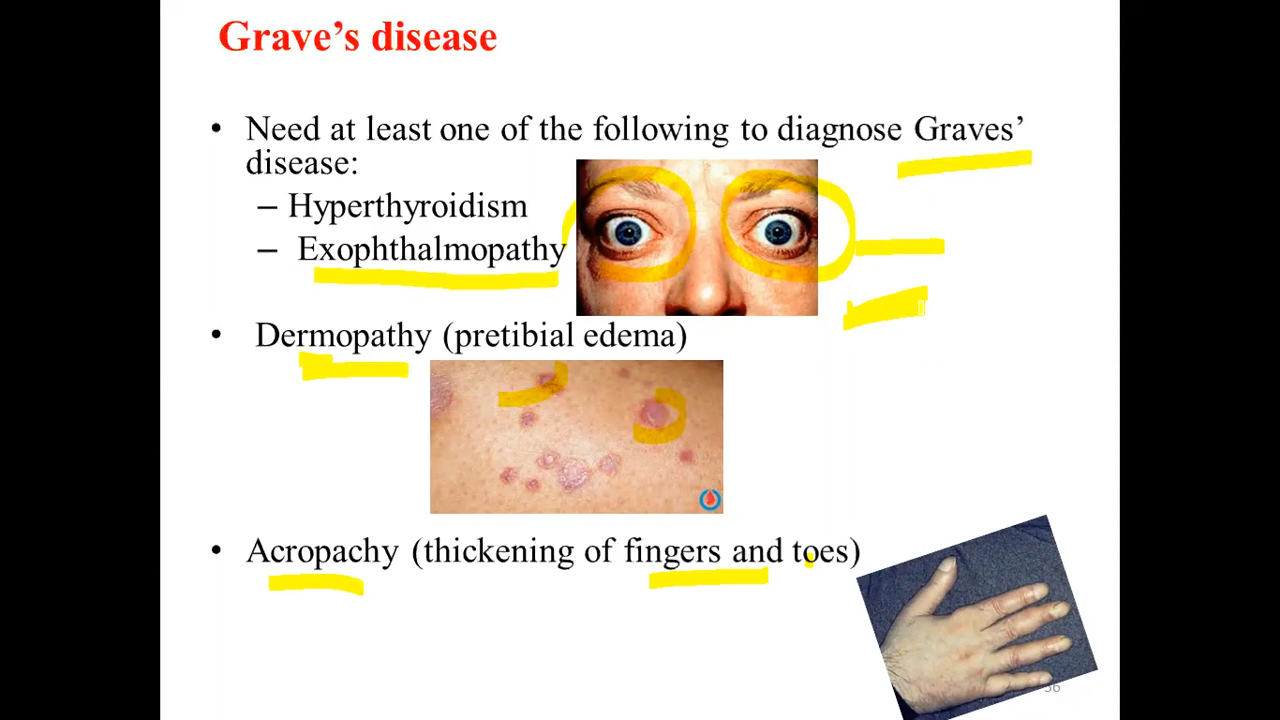 Grave’s disease
• Need at least one of the following to diagnose Graves’
disease:
– Hyperthyroidism
– Exophthalmopathy
• Dermopathy (pretibial edema)
• Acropachy (thickening of fingers and toes)
56